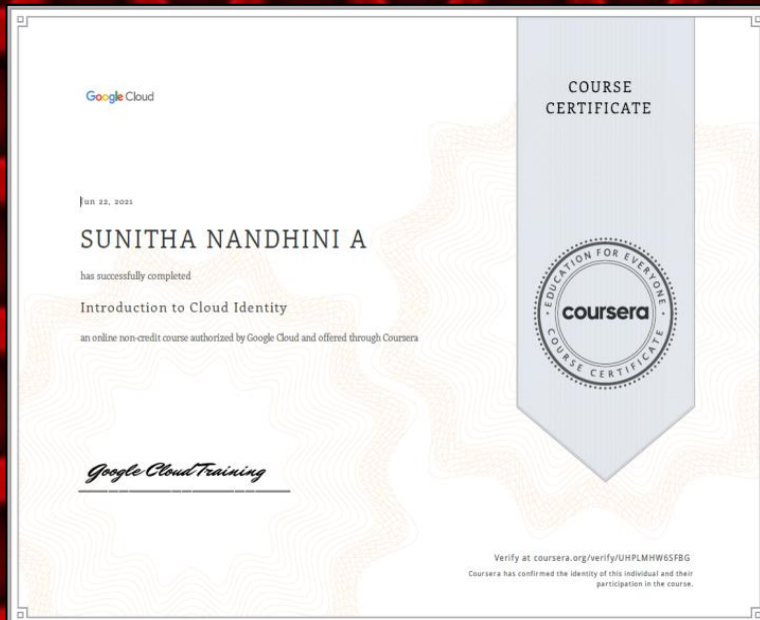 Google Cloud
COURSE
CERTIFICATE
Jun 22, 2021
SUNITHA NANDHINI A
has successfully completed
Introduction to Cloud Identity
an online non-credit course authorized by Google Cloud and offered through Coursera
EDUCATION FOR EVERYONE
coursera
COURSE CERTIFICATE
Google Cloud Training
Verify at coursera.org/verify/UHPLMHW6SFBG
Coursera has confirmed the identity of this individual and their
participation in the course.